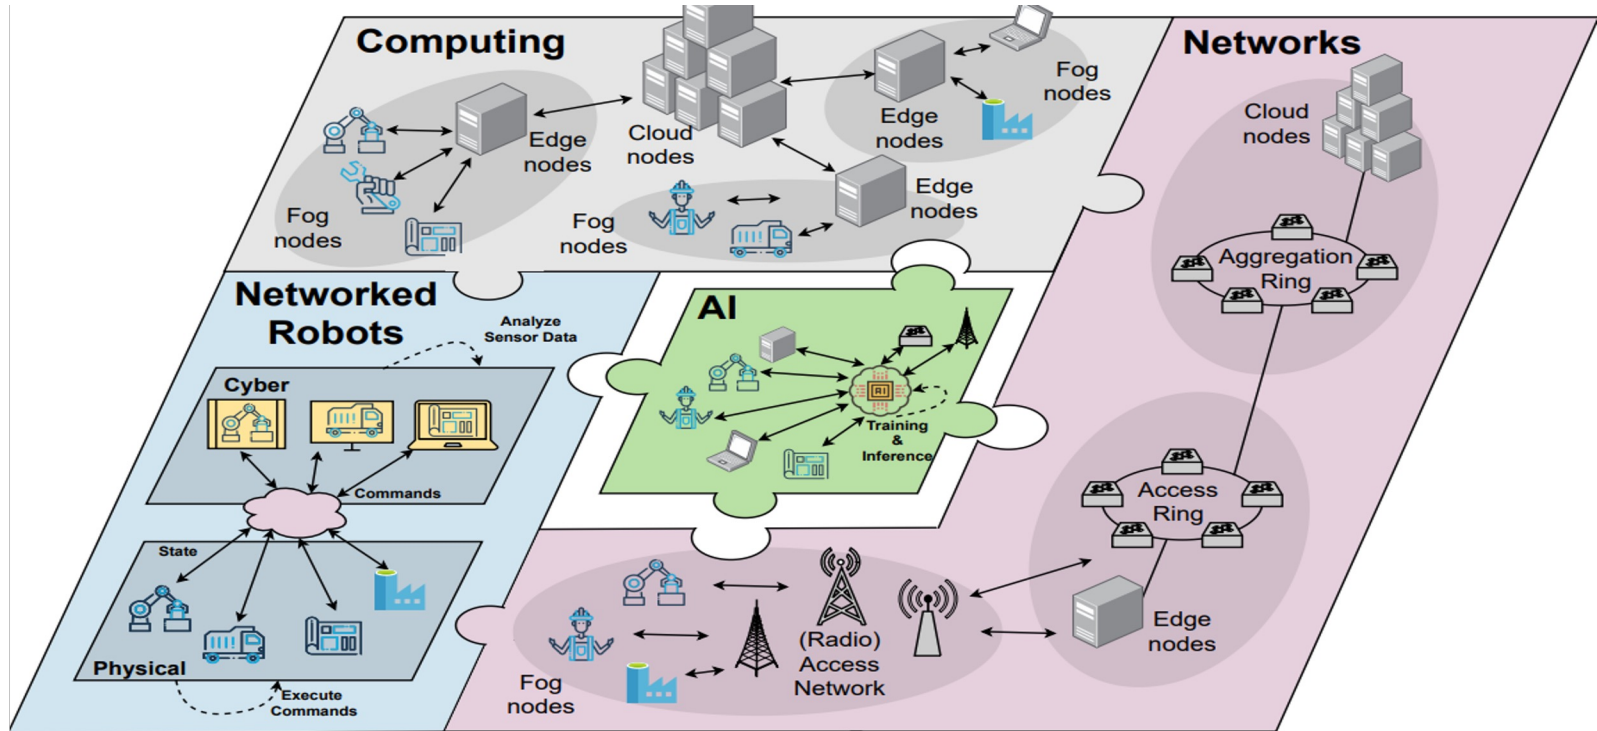 Computing
Fog
nodes
Edge
nodes
Cloud
nodes
Edge
nodes
Fog
nodes
Fog
nodes
Edge
nodes
Networks
Cloud
nodes
Aggregation
Ring
Access
Ring
Edge
nodes
(Radio)
Access
Network
Fog
nodes
Networked
Robots
Analyze
Sensor Data
Cyber
Commands
State
Physical
Execute
Commands
AI
AI
Training
&
Inference